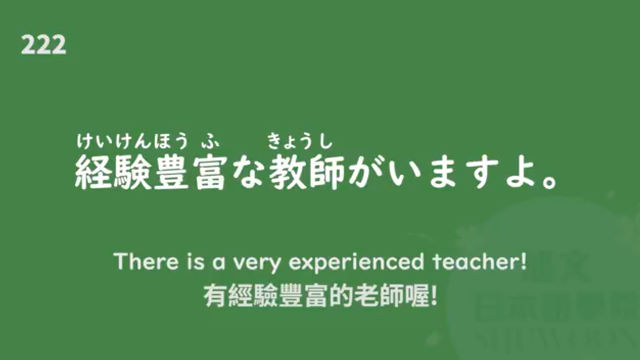 222
けいけんほうふ きょうし
経験豊富な教師がいますよ。
There is a very experienced teacher!
有經驗豐富的老師喔!